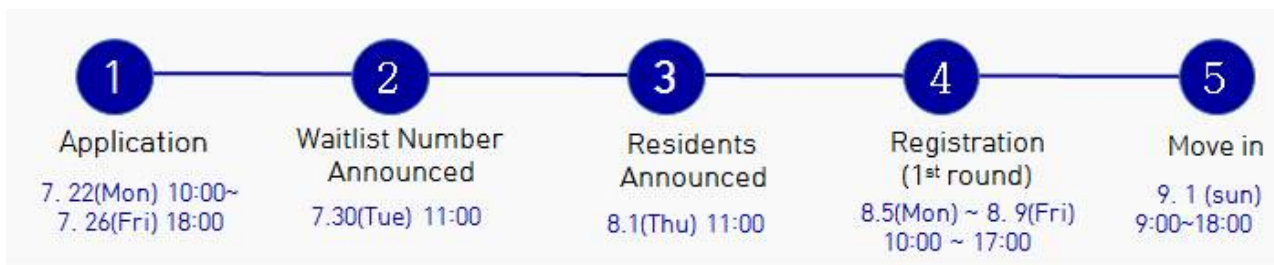 1
Application
7. 22(Mon) 10:00~
7. 26(Fri) 18:00
2
Waitlist Number
Announced
7.30(Tue) 11:00
3
Residents
Announced
8.1(Thu) 11:00
4
Registration
(1st round)
8.5(Mon) ~ 8. 9(Fri)
10:00 ~ 17:00
5
Move in
9. 1 (sun)
9:00~18:00